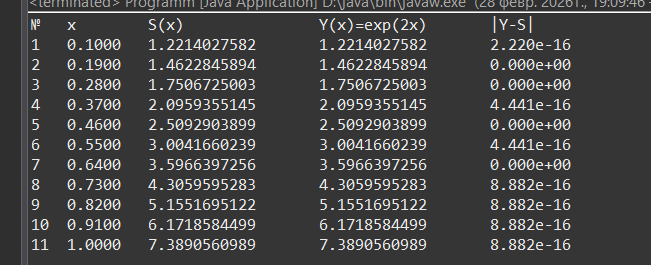 <terminated> Programm [Java Application] D:\java\bin\javaw.exe (28 февр. 2026 г., 19:09:46 –
№ x S(x) Y(x)=exp(2x) |Y-S|
1 0.1000 1.2214027582 1.2214027582 2.220e-16
2 0.1900 1.4622845894 1.4622845894 0.000e+00
3 0.2800 1.7506725003 1.7506725003 0.000e+00
4 0.3700 2.0959355145 2.0959355145 4.441e-16
5 0.4600 2.5092903899 2.5092903899 0.000e+00
6 0.5500 3.0041660239 3.0041660239 4.441e-16
7 0.6400 3.5966397256 3.5966397256 0.000e+00
8 0.7300 4.3059595283 4.3059595283 8.882e-16
9 0.8200 5.1551695122 5.1551695122 8.882e-16
10 0.9100 6.1718584499 6.1718584499 8.882e-16
11 1.0000 7.3890560989 7.3890560989 8.882e-16